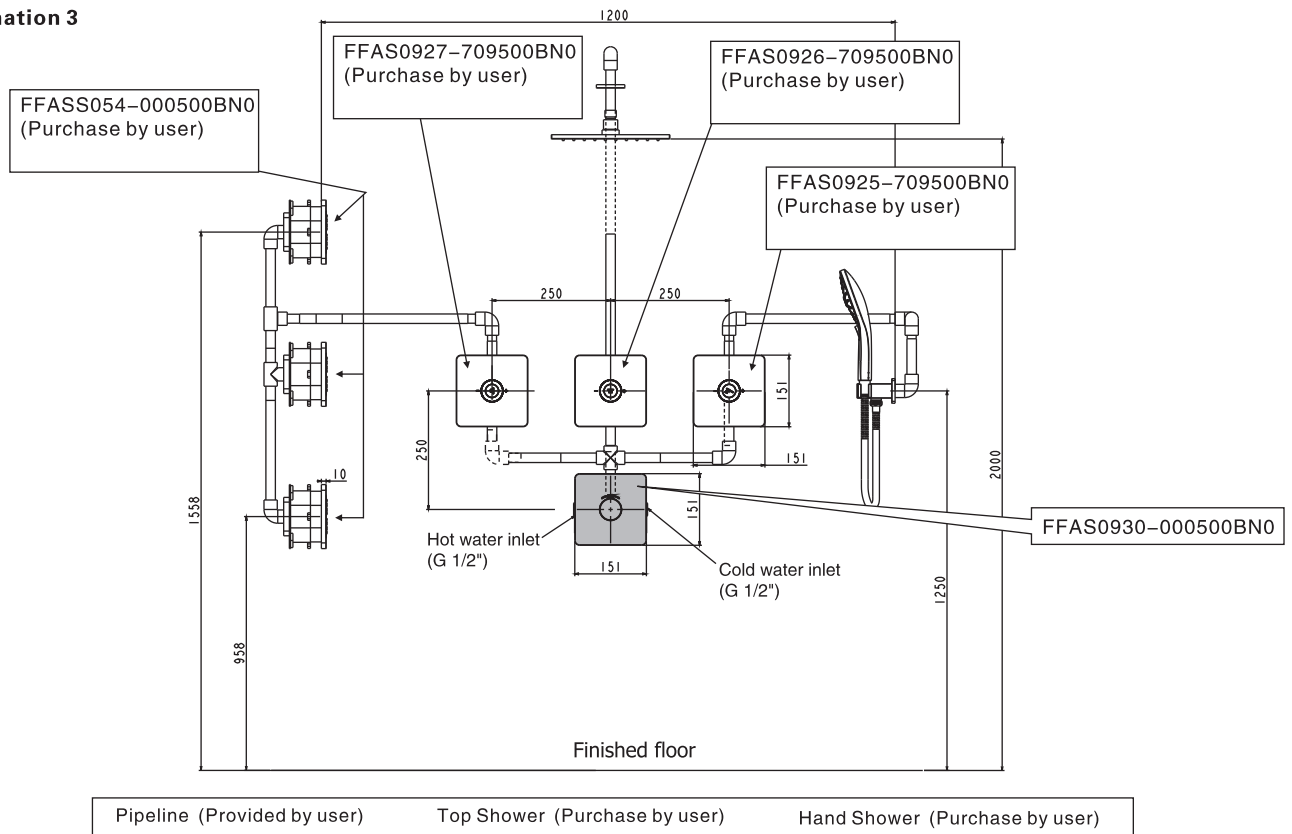 ation 3
1200
FFAS0927-709500BN0
(Purchase by user)
FFAS0926-709500BN0
(Purchase by user)
FFASS054-000500BN0
(Purchase by user)
FFAS0925-709500BN0
(Purchase by user)
250
250
151
250
151
2000
10
1558
151
FFAS0930-000500BN0
Hot water inlet
(G 1/2")
151
Cold water inlet
(G 1/2")
1250
958
Finished floor
Pipeline (Provided by user) Top Shower (Purchase by user) Hand Shower (Purchase by user)